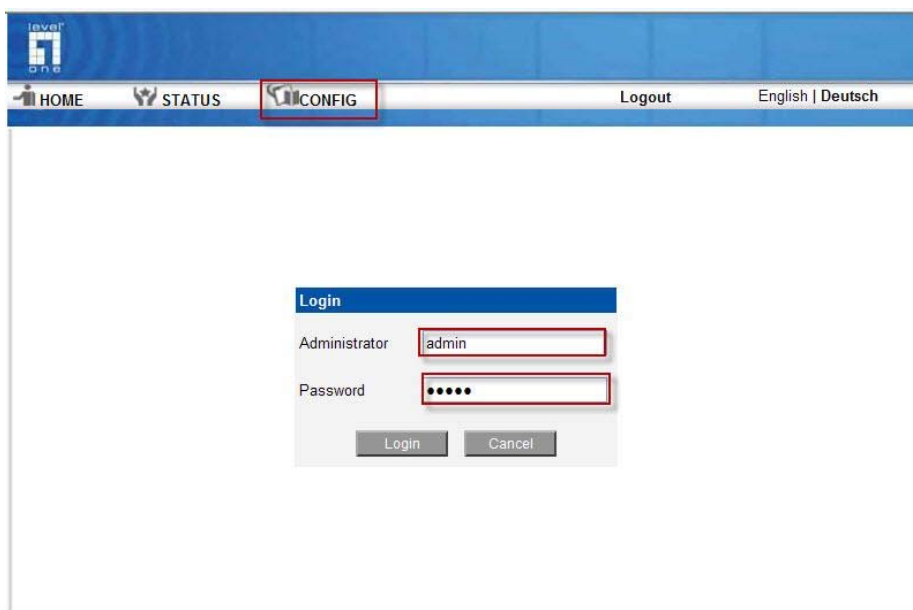 level
one
HOME STATUS CONFIG Logout English | Deutsch
Login
Administrator admin
Password •••••
Login Cancel